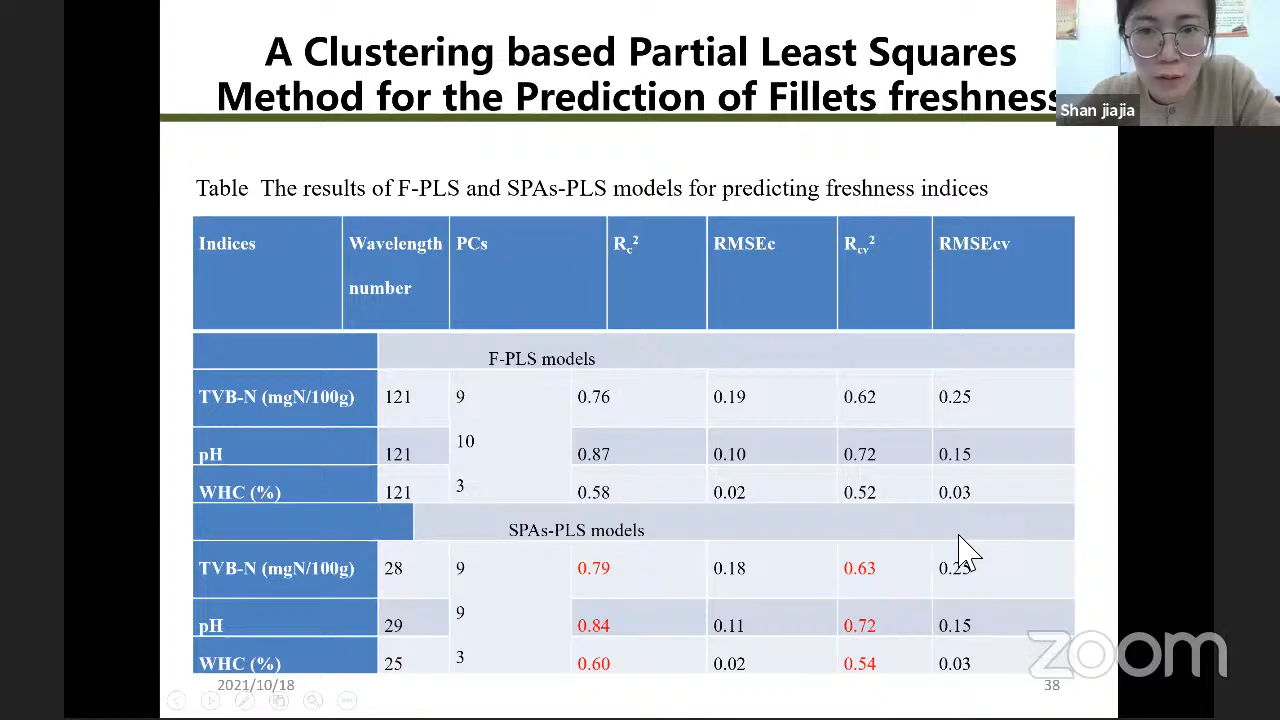 A Clustering based Partial Least Squares
Method for the Prediction of Fillets freshness
Shan jiajia
Table The results of F-PLS and SPAs-PLS models for predicting freshness indices
Indices Wavelength number PCs Rc² RMSEc Rcv² RMSEcv
F-PLS models
TVB-N (mgN/100g) 121 9 0.76 0.19 0.62 0.25
pH 121 10 0.87 0.10 0.72 0.15
WHC (%) 121 3 0.58 0.02 0.52 0.03
SPAs-PLS models
TVB-N (mgN/100g) 28 9 0.79 0.18 0.63
pH 29 9 0.84 0.11 0.72 0.15
WHC (%) 25 3 0.60 0.02 0.54 0.03
zoom
2021/10/18 38